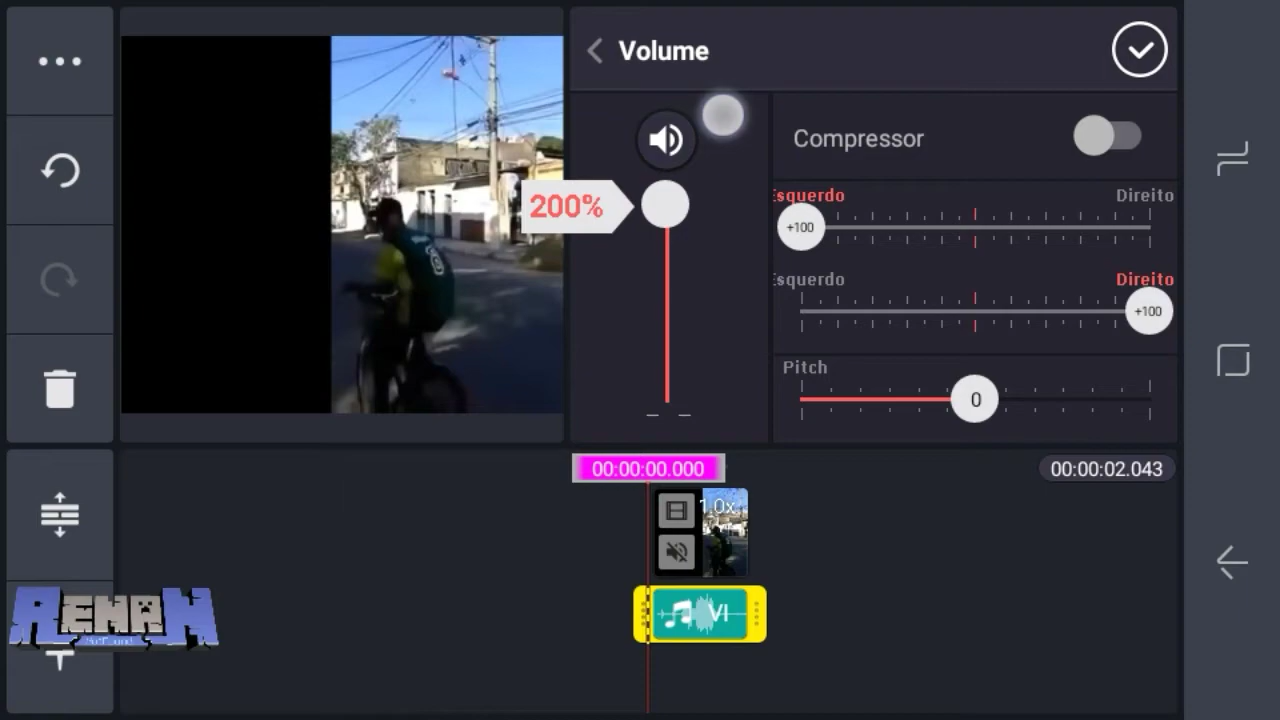 Volume
200%
Compressor
Esquerdo
Direito
+100
Esquerdo
Direito
+100
Pitch
0
00:00:00.000
00:00:02.043
1.0x
VI
RENAN